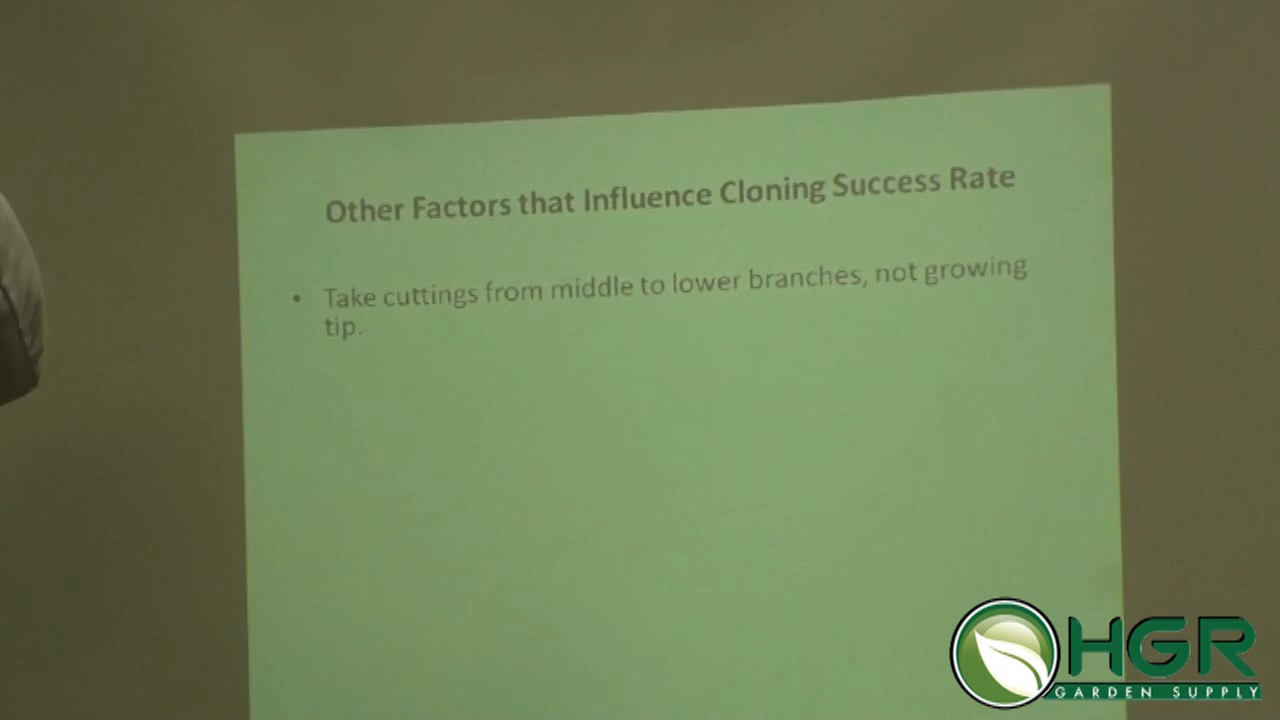 Other Factors that Influence Cloning Success Rate
• Take cuttings from middle to lower branches, not growing
tip.
HGR
GARDEN SUPPLY